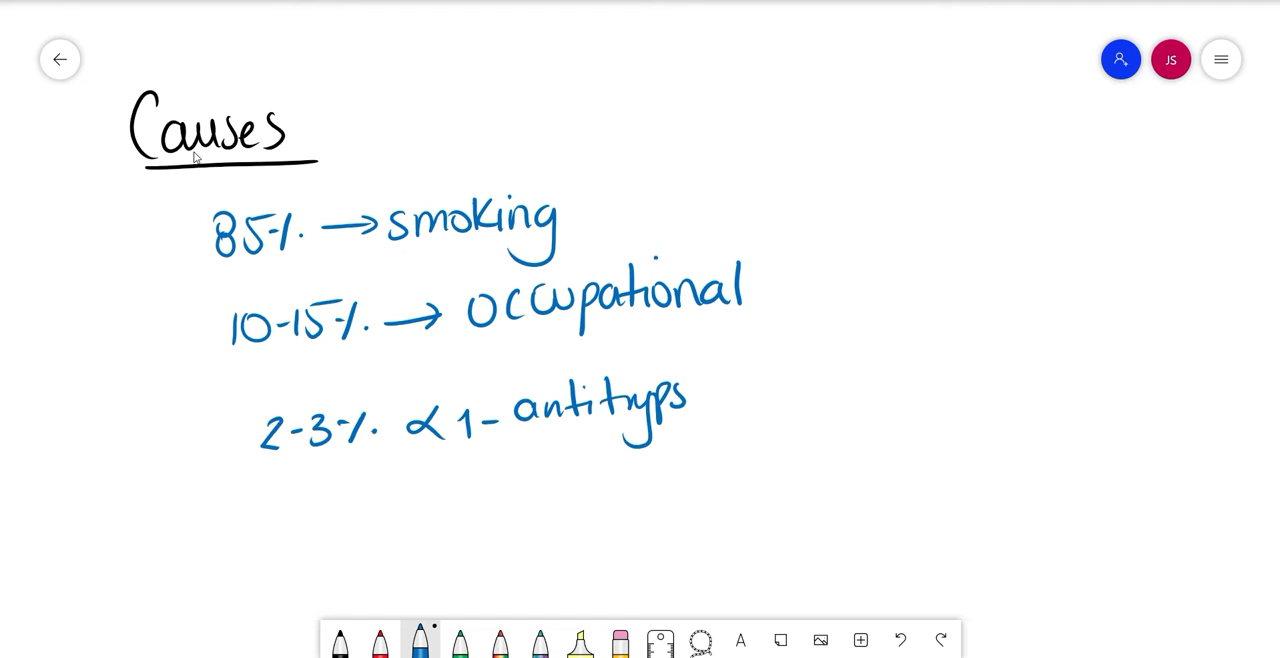 JS
Causes
85% → smoking
10-15% → occupational
2-3% α1-antitryps
A